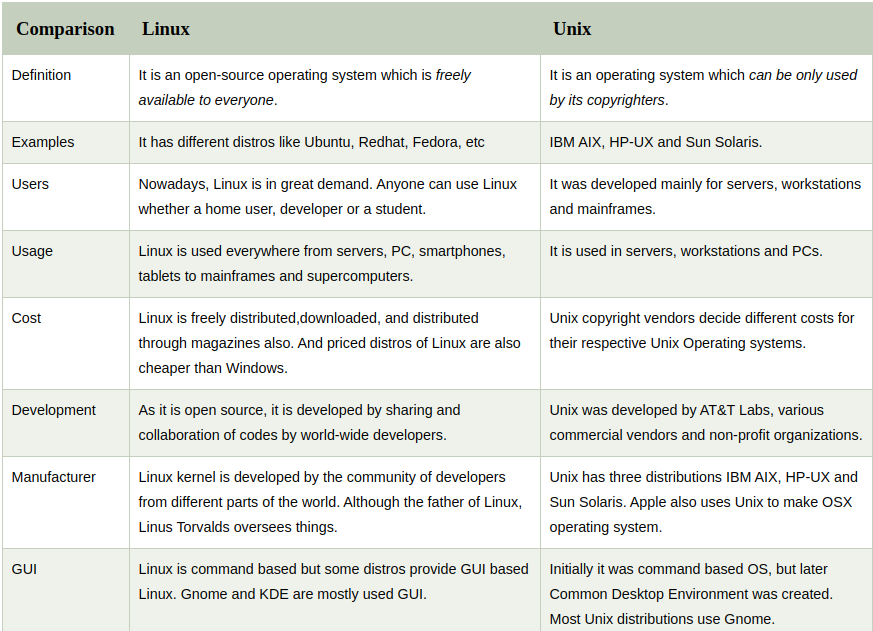 Comparison Linux Unix
Definition It is an open-source operating system which is freely It is an operating system which can be only used
available to everyone. by its copyrighters.
Examples It has different distros like Ubuntu, Redhat, Fedora, etc IBM AIX, HP-UX and Sun Solaris.
Users Nowadays, Linux is in great demand. Anyone can use Linux It was developed mainly for servers, workstations
whether a home user, developer or a student. and mainframes.
Usage Linux is used everywhere from servers, PC, smartphones, It is used in servers, workstations and PCs.
tablets to mainframes and supercomputers.
Cost Linux is freely distributed,downloaded, and distributed Unix copyright vendors decide different costs for
through magazines also. And priced distros of Linux are also their respective Unix Operating systems.
cheaper than Windows.
Development As it is open source, it is developed by sharing and Unix was developed by AT&T Labs, various
collaboration of codes by world-wide developers. commercial vendors and non-profit organizations.
Manufacturer Linux kernel is developed by the community of developers Unix has three distributions IBM AIX, HP-UX and
from different parts of the world. Although the father of Linux, Sun Solaris. Apple also uses Unix to make OSX
Linus Torvalds oversees things. operating system.
GUI Linux is command based but some distros provide GUI based Initially it was command based OS, but later
Linux. Gnome and KDE are mostly used GUI. Common Desktop Environment was created.
Most Unix distributions use Gnome.